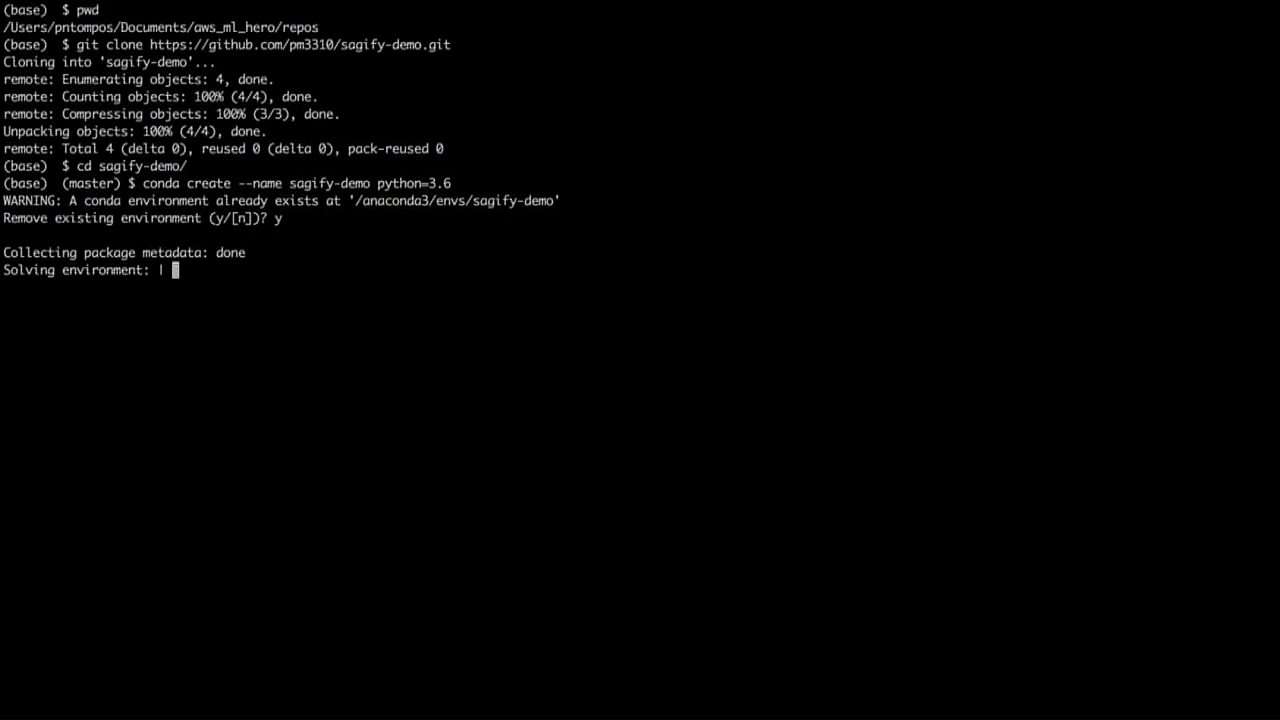 (base)  $ pwd
/Users/pntompos/Documents/aws_ml_hero/repos
(base)  $ git clone https://github.com/pm3310/sagify-demo.git
Cloning into 'sagify-demo'...
remote: Enumerating objects: 4, done.
remote: Counting objects: 100% (4/4), done.
remote: Compressing objects: 100% (3/3), done.
Unpacking objects: 100% (4/4), done.
remote: Total 4 (delta 0), reused 0 (delta 0), pack-reused 0
(base)  $ cd sagify-demo/
(base)  (master) $ conda create --name sagify-demo python=3.6
WARNING: A conda environment already exists at '/anaconda3/envs/sagify-demo'
Remove existing environment (y/[n])? y
Collecting package metadata: done
Solving environment: |